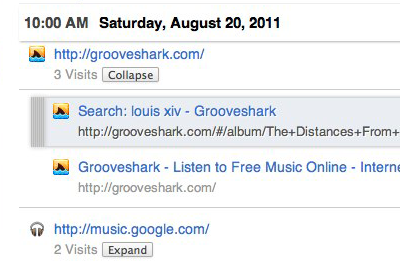 10:00 AM Saturday, August 20, 2011
http://grooveshark.com/
3 Visits Collapse
Search: louis xiv - Grooveshark
http://grooveshark.com/#/album/The+Distances+From+
Grooveshark - Listen to Free Music Online - Interne
http://grooveshark.com/
http://music.google.com/
2 Visits Expand